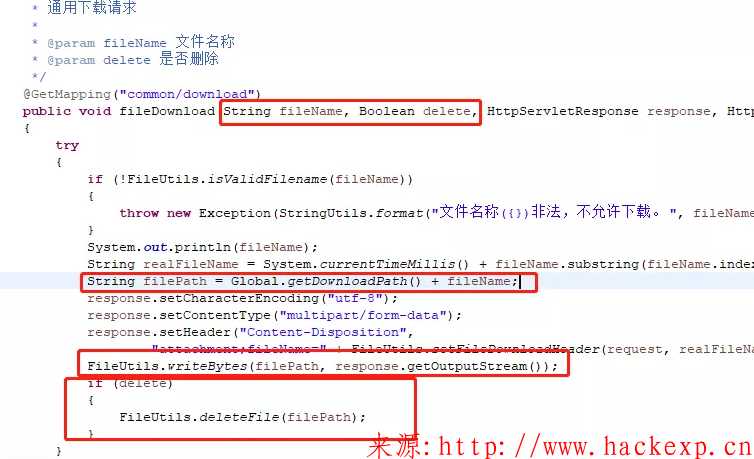 * 通用下载请求
*
* @param fileName 文件名称
* @param delete 是否删除
*/
@GetMapping("common/download")
public void fileDownload String fileName, Boolean delete, HttpServletResponse response, Htt
{
try
{
if (!FileUtils.isValidFilename(fileName))
{
throw new Exception(StringUtils.format("文件名称({})非法，不允许下载。 ", fileName
}
System.out.println(fileName);
String realFileName = System.currentTimeMillis() + fileName.substring(fileName.index
String filePath = Global.getDownloadPath() + fileName;
response.setCharacterEncoding("utf-8");
response.setContentType("multipart/form-data");
response.setHeader("Content-Disposition",
"attachment;fileName=" + FileUtils.setFileDownloadHeader(request, realFileNa
FileUtils.writeBytes(filePath, response.getOutputStream());
if (delete)
{
FileUtils.deleteFile(filePath);
}
}
来源:http://www.hackexp.cn